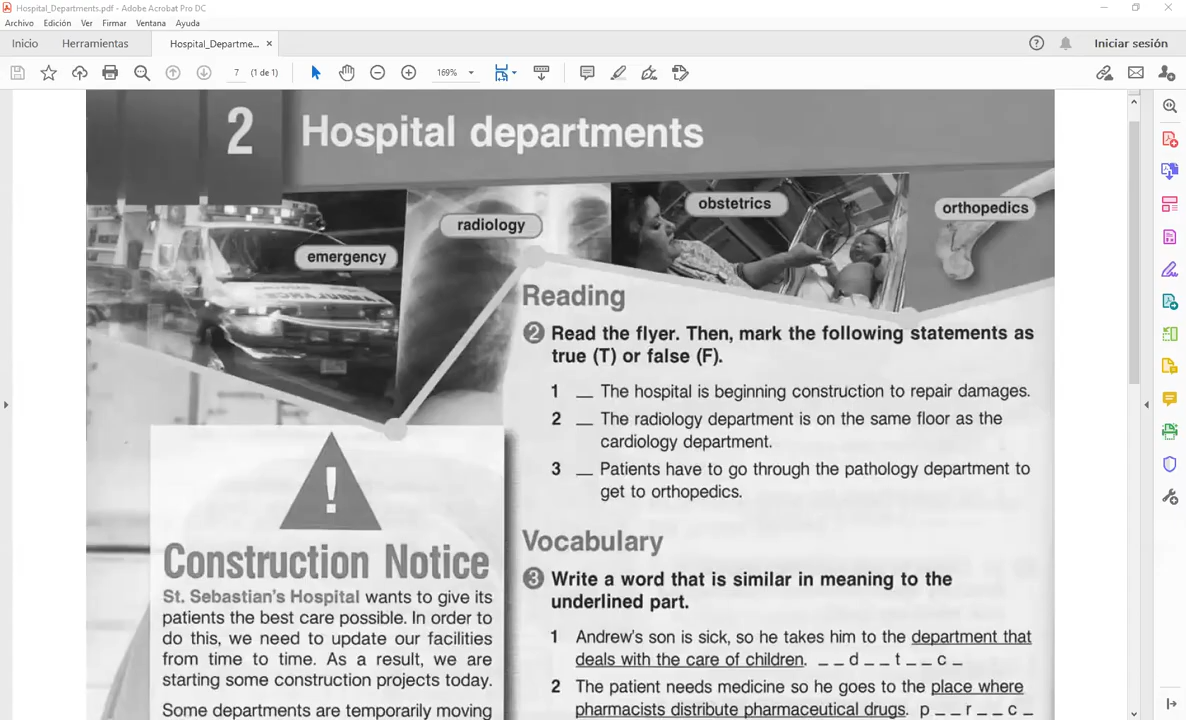 Hospital_Departments.pdf - Adobe Acrobat Pro DC
Archivo Edición Ver Firmar Ventana Ayuda
Inicio Herramientas Hospital_Departme... × Iniciar sesión
7 (1 de 1) 169%
2 Hospital departments
emergency
radiology
obstetrics
orthopedics
Reading
2 Read the flyer. Then, mark the following statements as
true (T) or false (F).
1 _ The hospital is beginning construction to repair damages.
2 _ The radiology department is on the same floor as the
cardiology department.
3 _ Patients have to go through the pathology department to
get to orthopedics.
Vocabulary
3 Write a word that is similar in meaning to the
underlined part.
1 Andrew's son is sick, so he takes him to the department that
deals with the care of children. _ _ d _ _ t _ _ c _
2 The patient needs medicine so he goes to the place where
pharmacists distribute pharmaceutical drugs. p _ _ r _ _ c _
!
Construction Notice
St. Sebastian's Hospital wants to give its
patients the best care possible. In order to
do this, we need to update our facilities
from time to time. As a result, we are
starting some construction projects today.
Some departments are temporarily moving